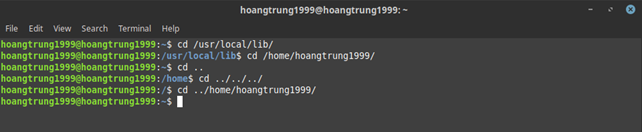 hoangtrung1999@hoangtrung1999: ~
File Edit View Search Terminal Help
hoangtrung1999@hoangtrung1999:~$ cd /usr/local/lib/
hoangtrung1999@hoangtrung1999:/usr/local/lib$ cd /home/hoangtrung1999/
hoangtrung1999@hoangtrung1999:~$ cd ..
hoangtrung1999@hoangtrung1999:/home$ cd ../../../
hoangtrung1999@hoangtrung1999:/$ cd ../home/hoangtrung1999/
hoangtrung1999@hoangtrung1999:~$